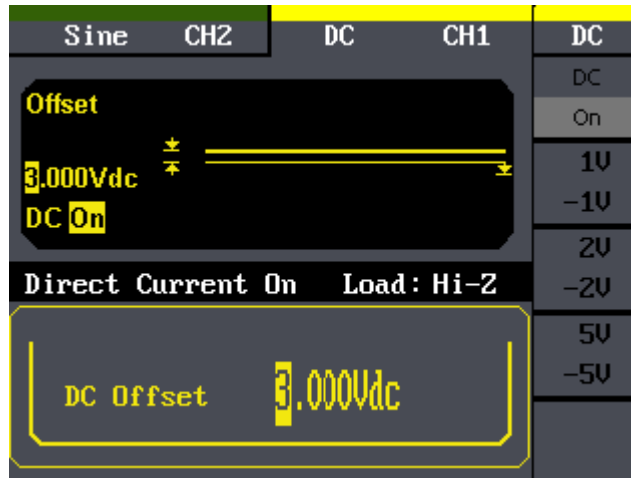 Sine CH2 DC CH1 DC
DC
On
Offset
3.000Vdc
DC On
1V
-1V
2V
-2V
Direct Current On Load: Hi-Z
5V
-5V
DC Offset 3.000Vdc